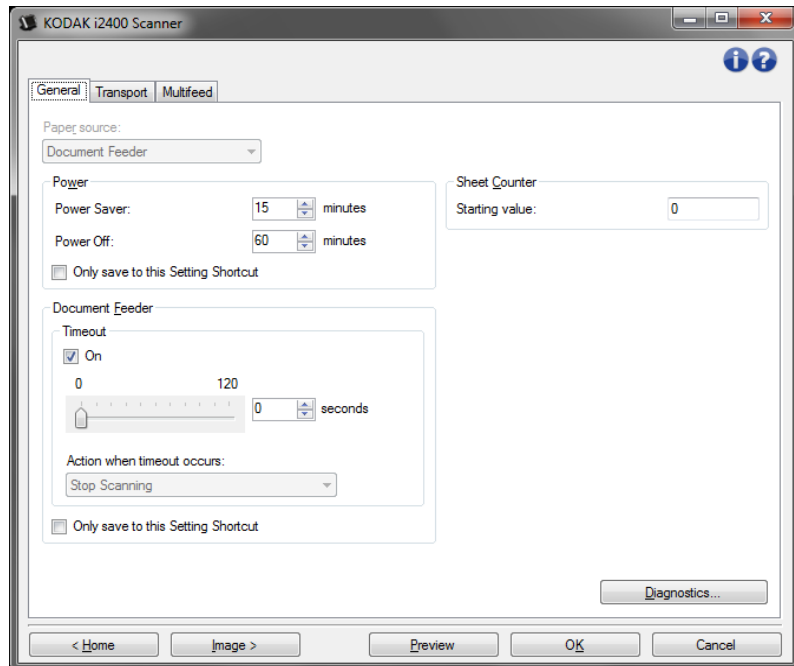 KODAK i2400 Scanner
General Transport Multifeed
Paper source:
Document Feeder
Power
Power Saver: 15 minutes
Power Off: 60 minutes
Only save to this Setting Shortcut
Sheet Counter
Starting value: 0
Document Feeder
Timeout
On
0 120
0 seconds
Action when timeout occurs:
Stop Scanning
Only save to this Setting Shortcut
Diagnostics...
< Home Image > Preview OK Cancel